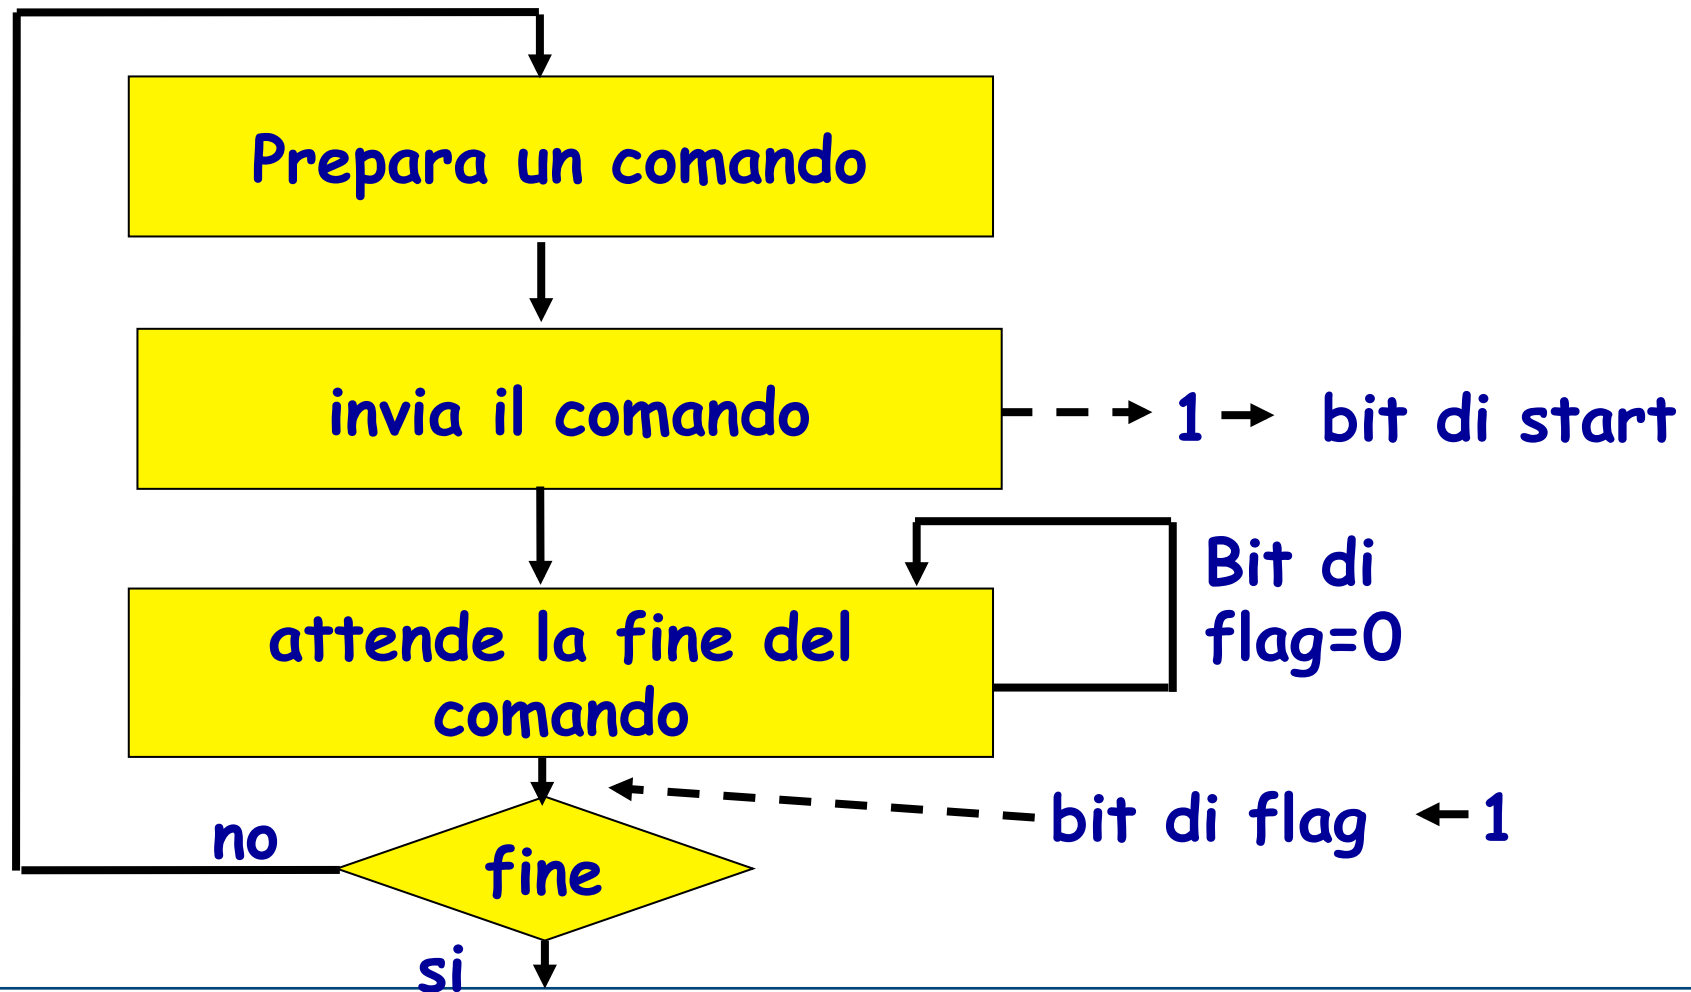 Prepara un comando
invia il comando
1 → bit di start
Bit di
flag=0
attende la fine del
comando
bit di flag ← 1
no
fine
si